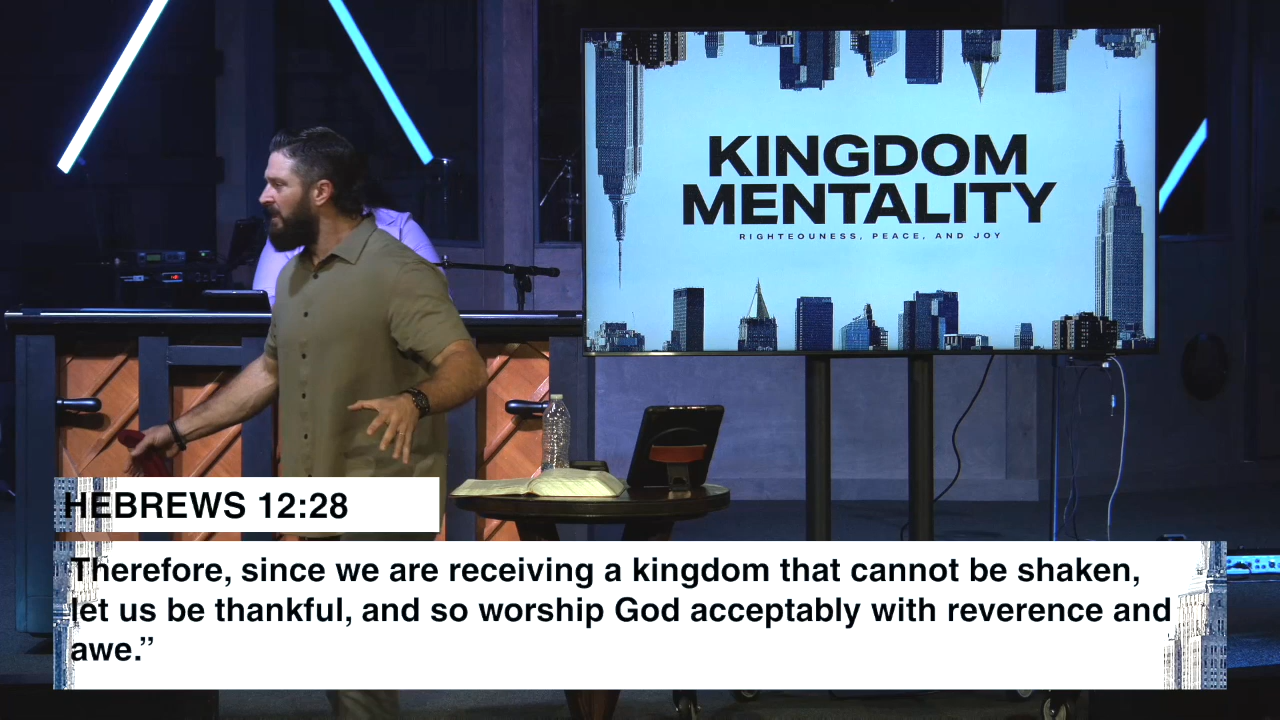 KINGDOM
MENTALITY
RIGHTEOUNESS, PEACE, AND JOY
HEBREWS 12:28
Therefore, since we are receiving a kingdom that cannot be shaken,
let us be thankful, and so worship God acceptably with reverence and
awe.”